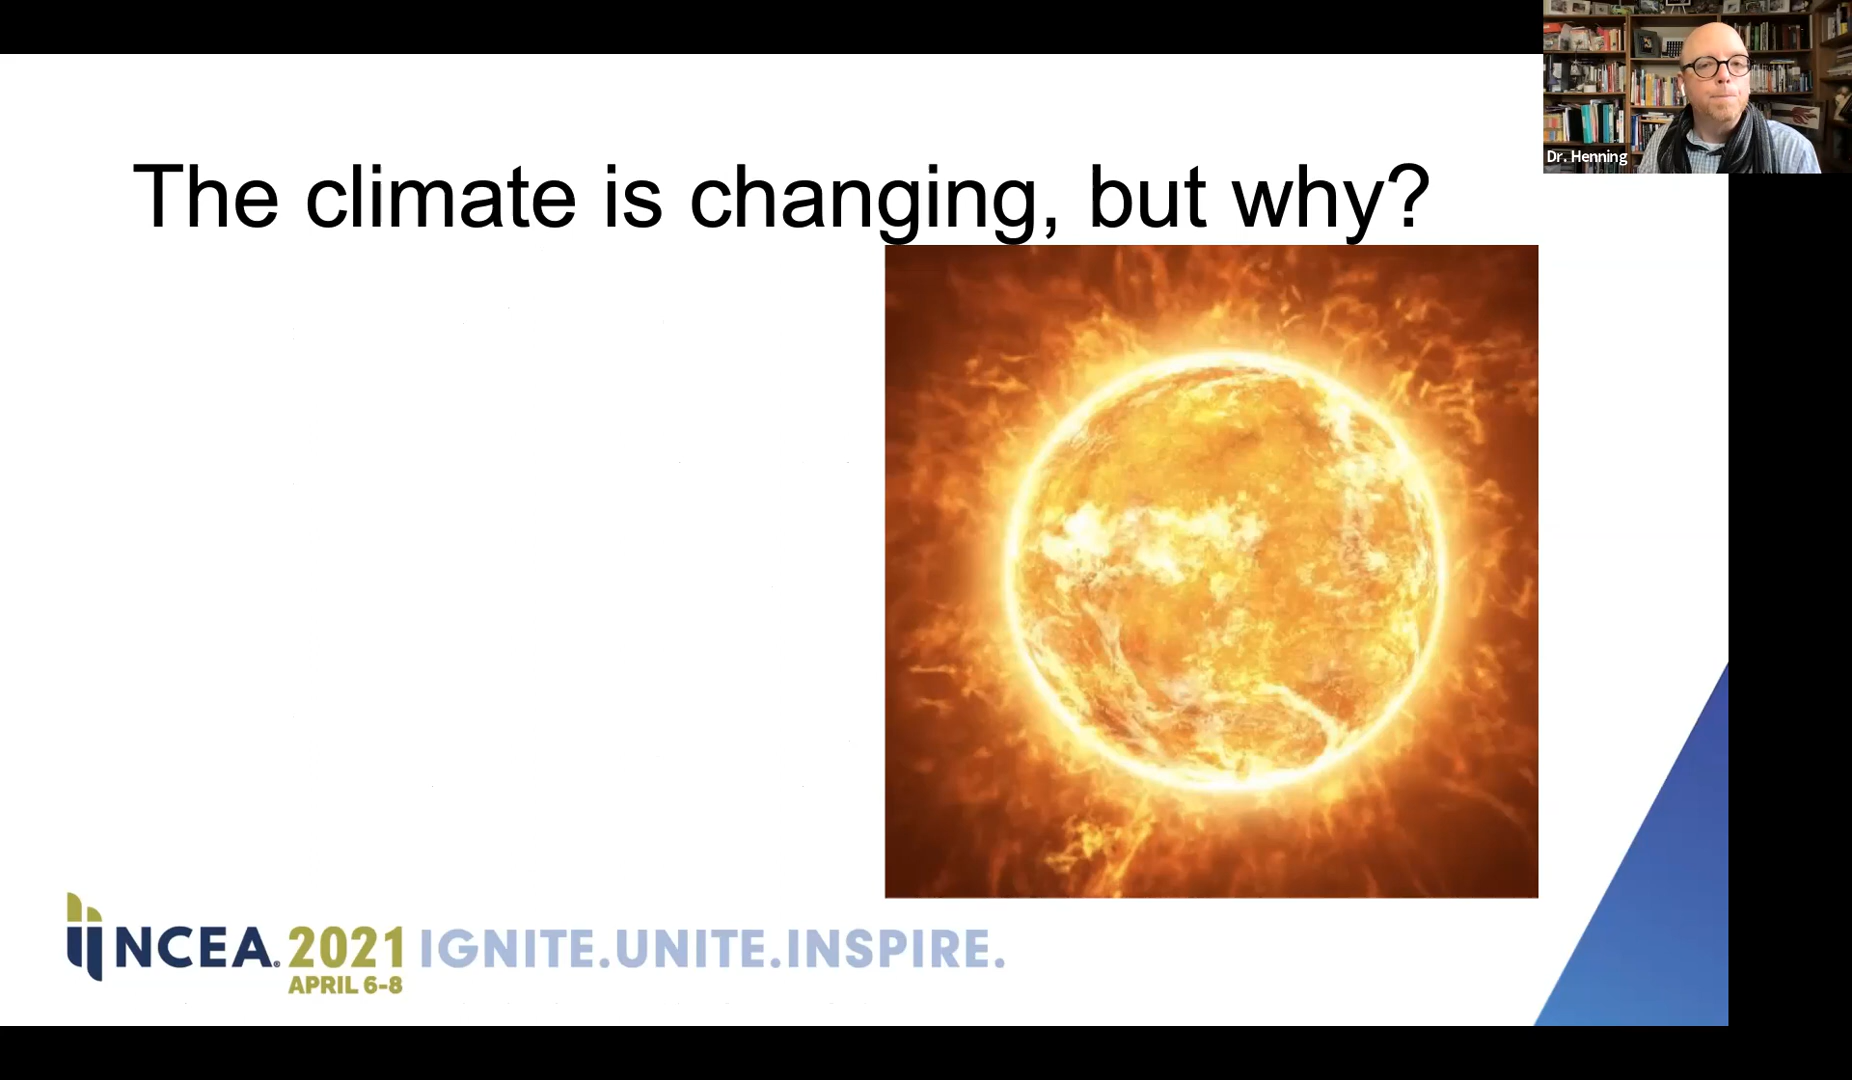 The climate is changing, but why?
Dr. Henning
NCEA® 2021 IGNITE.UNITE.INSPIRE.
APRIL 6-8